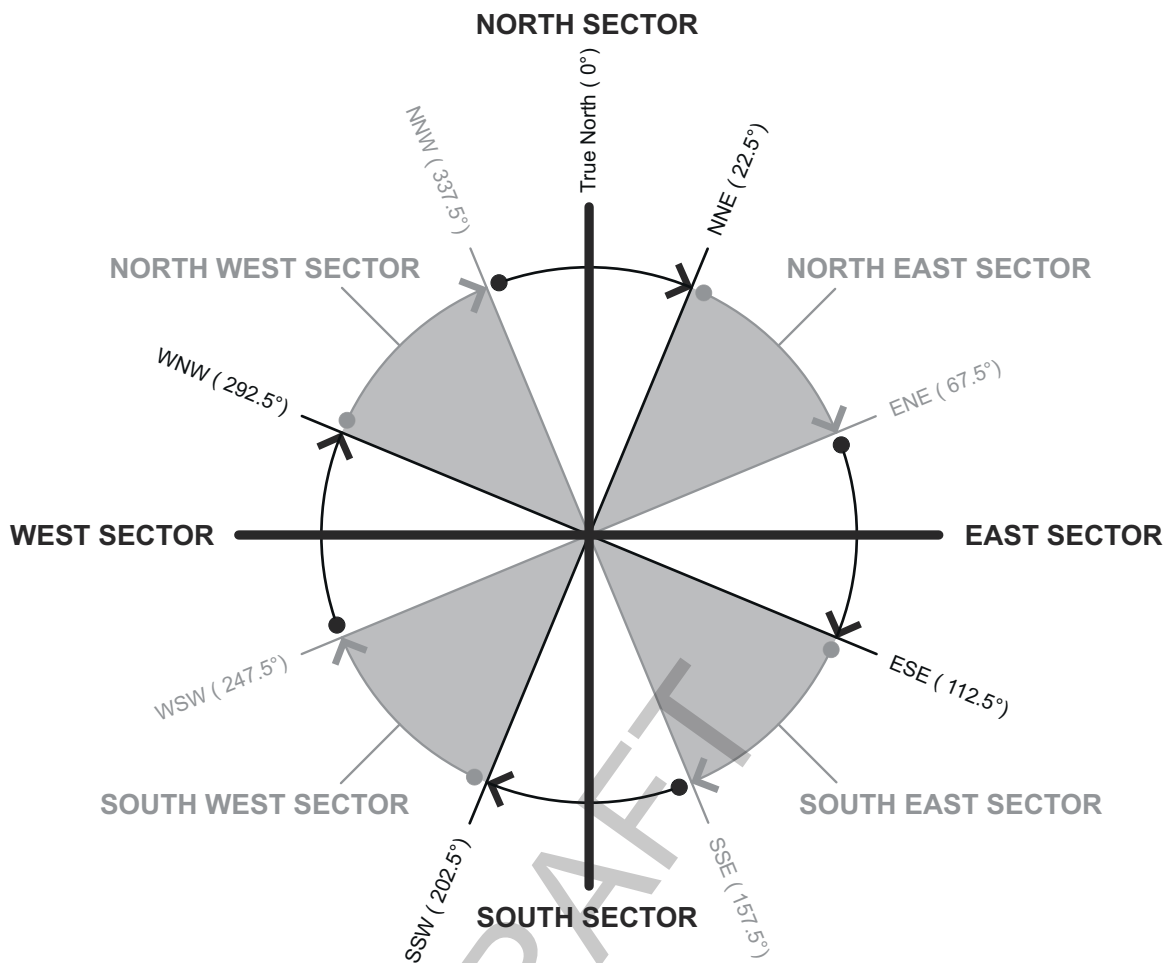 NORTH SECTOR
True North ( 0°)
NNW ( 337.5°)
NNE ( 22.5°)
NORTH WEST SECTOR
NORTH EAST SECTOR
WNW ( 292.5°)
ENE ( 67.5°)
WEST SECTOR
EAST SECTOR
WSW ( 247.5°)
ESE ( 112.5°)
SOUTH WEST SECTOR
SOUTH EAST SECTOR
SSW ( 202.5°)
SSE ( 157.5°)
SOUTH SECTOR